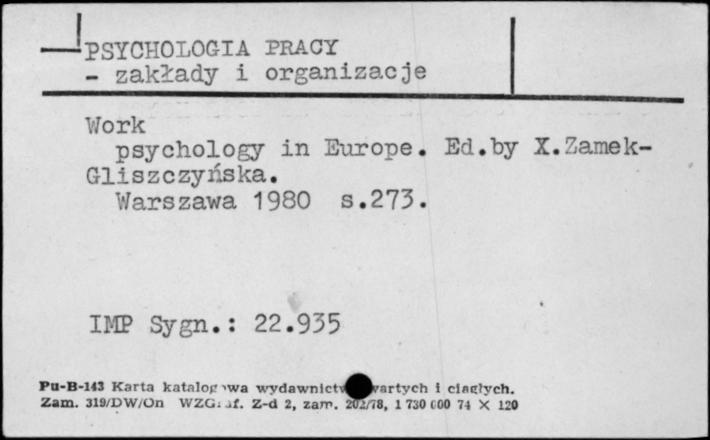 PSYCHOLOGIA PRACY
- zakłady i organizacje
Work
psychology in Europe. Ed.by X.Zamek-
Gliszczyńska.
Warszawa 1980 s.273.
IMP Sygn.: 22.935
Pu-B-143 Karta katalogowa wydawnictw zwartych i ciągłych.
Zam. 319/DW/On WZGraf. Z-d 2, zam. 202/78, 1 730 000 74 X 120